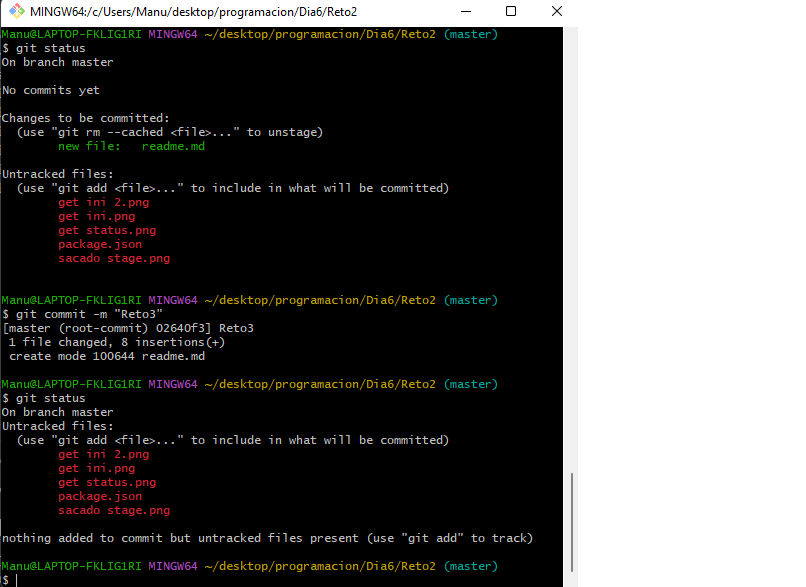 MINGW64:/c/Users/Manu/desktop/programacion/Dia6/Reto2
Manu@LAPTOP-FKLIG1RI MINGW64 ~/desktop/programacion/Dia6/Reto2 (master)
$ git status
On branch master
No commits yet
Changes to be committed:
  (use "git rm --cached <file>..." to unstage)
        new file:   readme.md
Untracked files:
  (use "git add <file>..." to include in what will be committed)
        get ini 2.png
        get ini.png
        get status.png
        package.json
        sacado stage.png
Manu@LAPTOP-FKLIG1RI MINGW64 ~/desktop/programacion/Dia6/Reto2 (master)
$ git commit -m "Reto3"
[master (root-commit) 02640f3] Reto3
 1 file changed, 8 insertions(+)
 create mode 100644 readme.md
Manu@LAPTOP-FKLIG1RI MINGW64 ~/desktop/programacion/Dia6/Reto2 (master)
$ git status
On branch master
Untracked files:
  (use "git add <file>..." to include in what will be committed)
        get ini 2.png
        get ini.png
        get status.png
        package.json
        sacado stage.png
nothing added to commit but untracked files present (use "git add" to track)
Manu@LAPTOP-FKLIG1RI MINGW64 ~/desktop/programacion/Dia6/Reto2 (master)
$